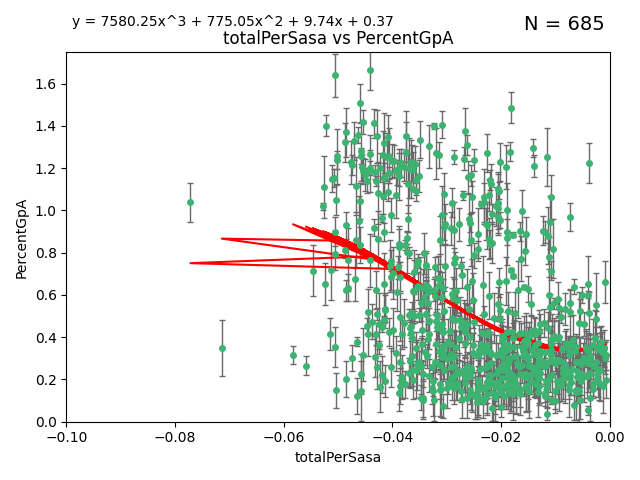 y = 7580.25x^3 + 775.05x^2 + 9.74x + 0.37
N = 685
totalPerSasa vs PercentGpA
1.6
1.4
1.2
1.0
0.8
0.6
0.4
0.2
0.0
PercentGpA
−0.10 −0.08 −0.06 −0.04 −0.02 0.00
totalPerSasa